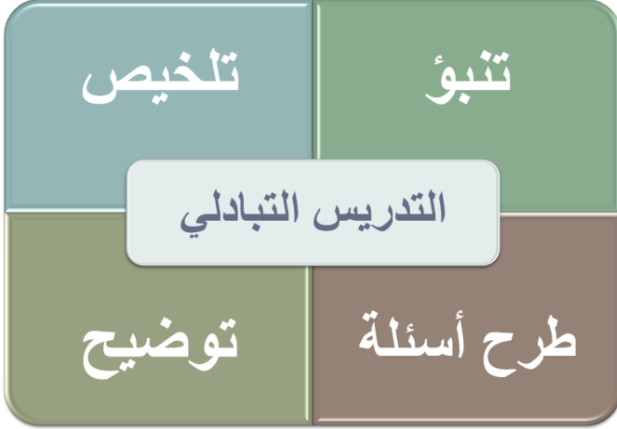 تنبؤ
تلخيص
التدريس التبادلي
طرح أسئلة
توضيح